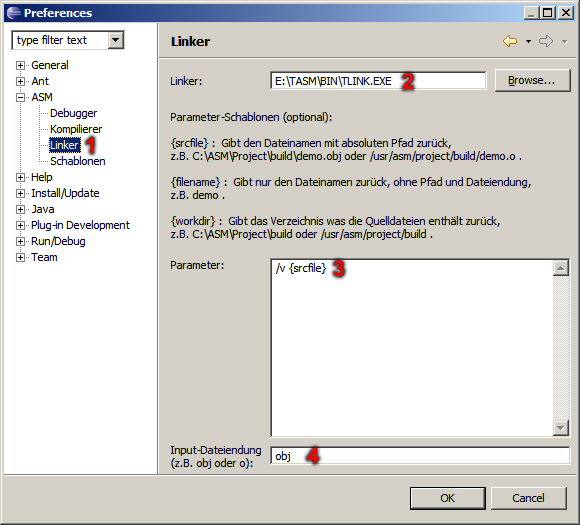 Preferences
type filter text
Linker
General
Ant
ASM
Debugger
Kompilierer
Linker 1
Schablonen
Help
Install/Update
Java
Plug-in Development
Run/Debug
Team
Linker: E:\TASM\BIN\TLINK.EXE 2 Browse...
Parameter-Schablonen (optional):
{srcfile} : Gibt den Dateinamen mit absoluten Pfad zurück,
z.B. C:\ASM\Project\build\demo.obj oder /usr/asm/project/build/demo.o .
{filename} : Gibt nur den Dateinamen zurück, ohne Pfad und Dateiendung,
z.B. demo .
{workdir} : Gibt das Verzeichnis was die Quelldateien enthält zurück,
z.B. C:\ASM\Project\build oder /usr/asm/project/build .
Parameter: /v {srcfile} 3
Input-Dateiendung
(z.B. obj oder o): obj 4
OK Cancel